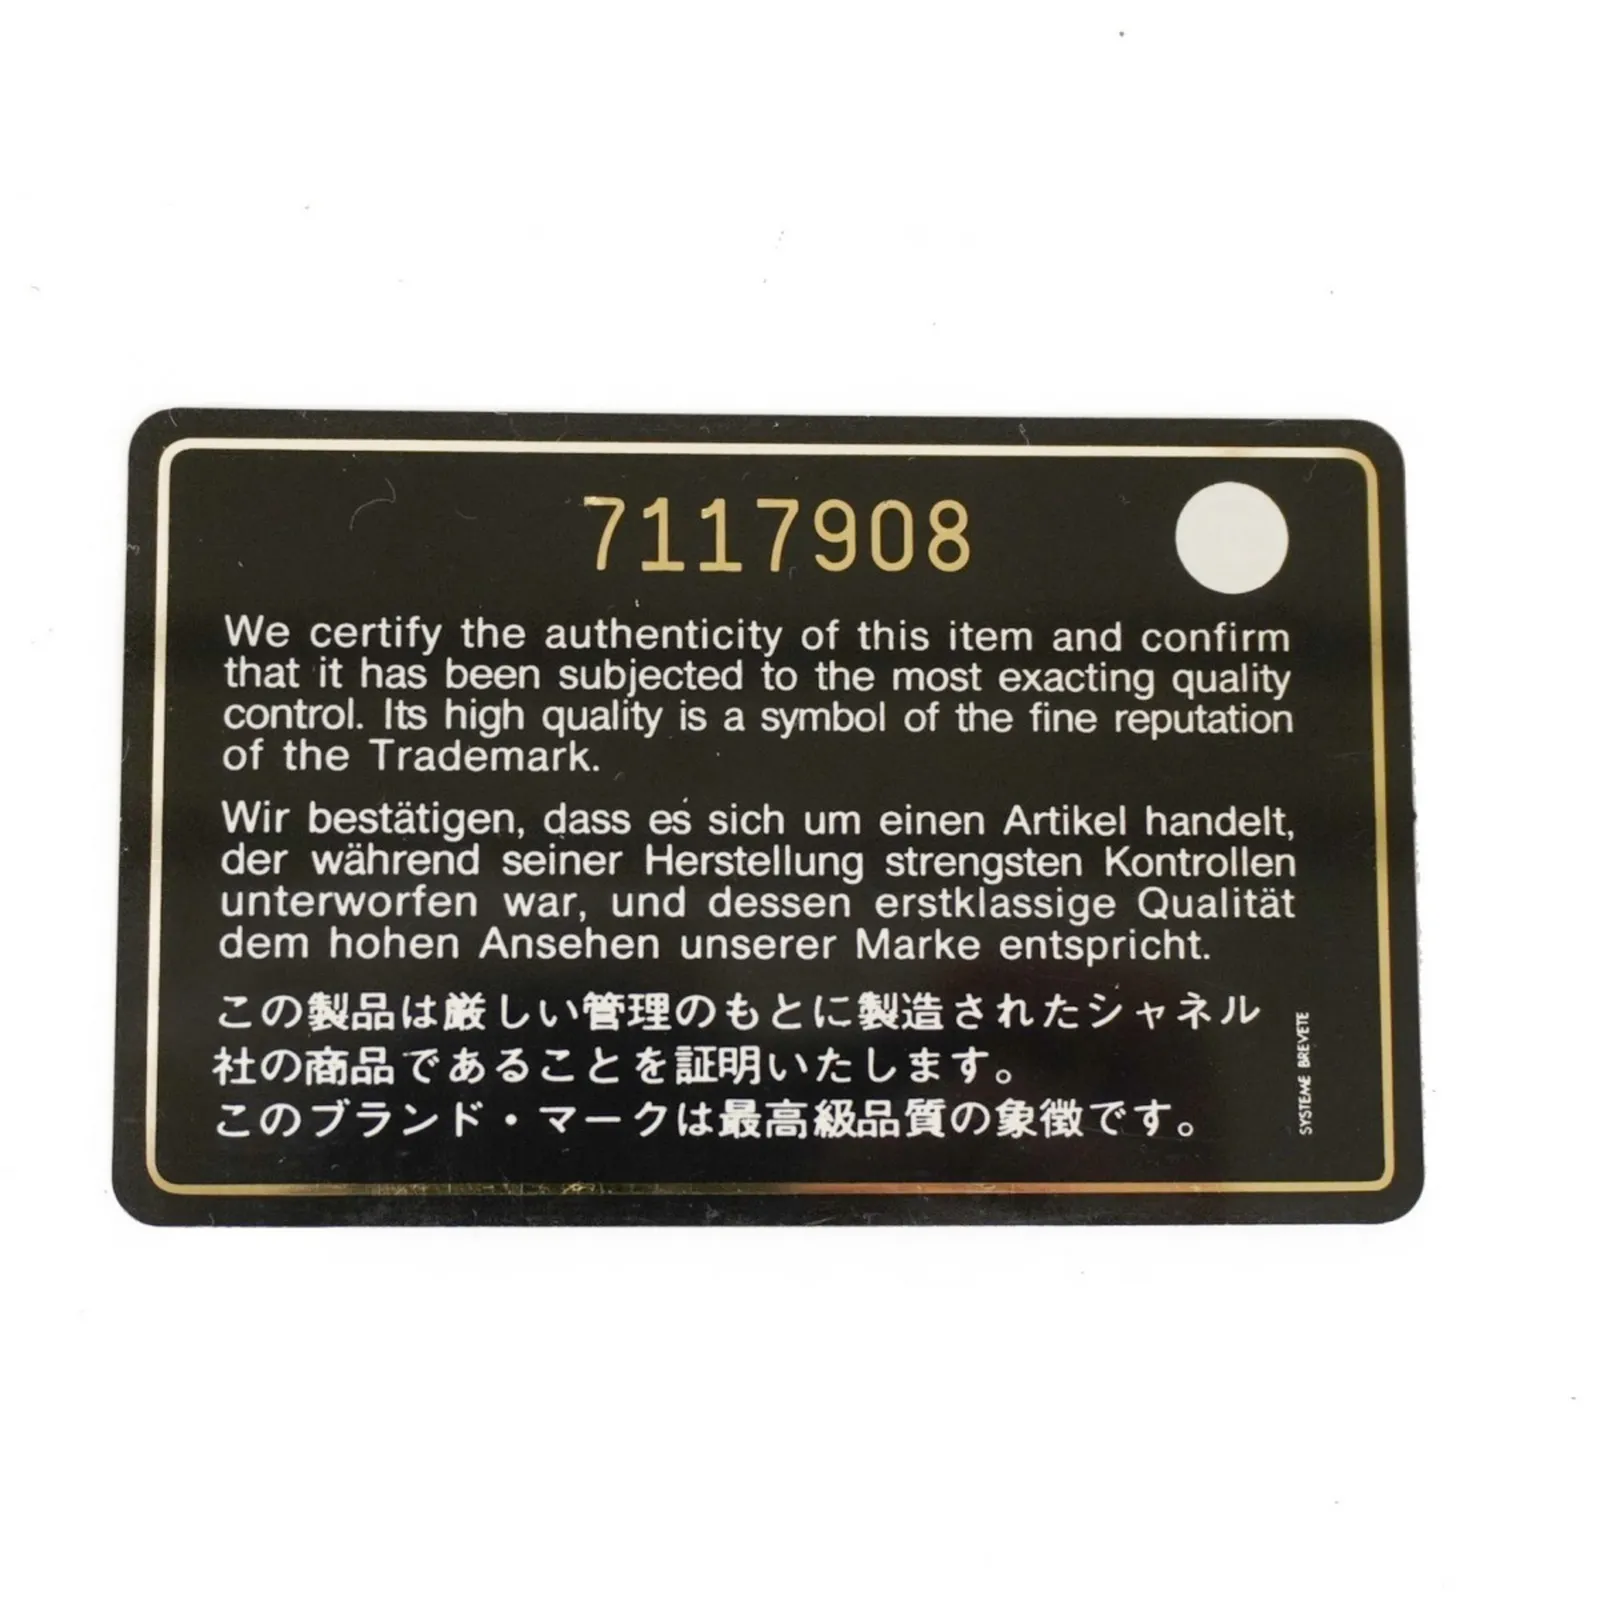 7117908
We certify the authenticity of this item and confirm
that it has been subjected to the most exacting quality
control. Its high quality is a symbol of the fine reputation
of the Trademark.
Wir bestätigen, dass es sich um einen Artikel handelt,
der während seiner Herstellung strengsten Kontrollen
unterworfen war, und dessen erstklassige Qualität
dem hohen Ansehen unserer Marke entspricht.
この製品は厳しい管理のもとに製造されたシャネル
社の商品であることを証明いたします。
このブランド・マークは最高級品質の象徴です。
SYSTEME BREVETE